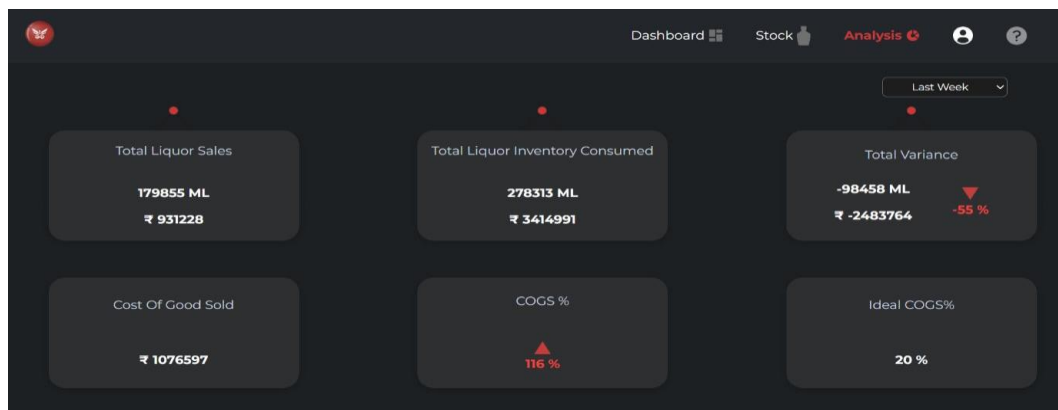 Dashboard
Stock
Analysis
?
Last Week
Total Liquor Sales
179855 ML
₹ 931228
Total Liquor Inventory Consumed
278313 ML
₹ 3414991
Total Variance
-98458 ML
₹ -2483764
-55 %
Cost Of Good Sold
₹ 1076597
COGS %
116 %
Ideal COGS%
20 %